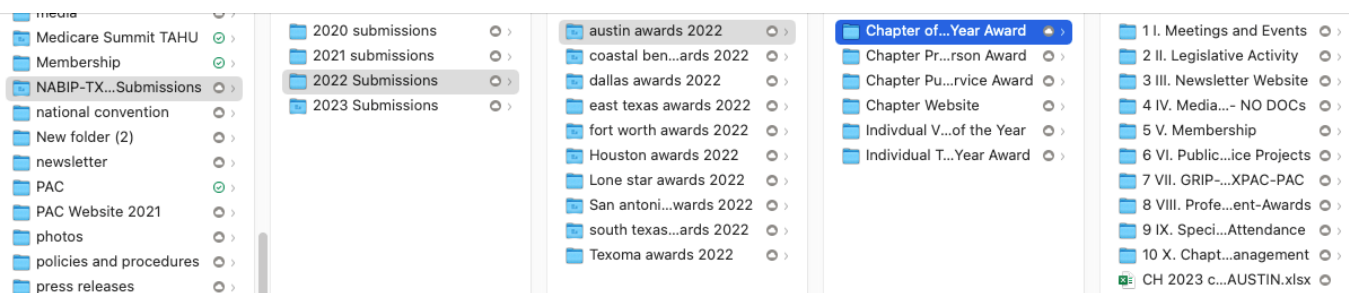 media
Medicare Summit TAHU
Membership
NABIP-TX...Submissions
national convention
New folder (2)
newsletter
PAC
PAC Website 2021
photos
policies and procedures
press releases
2020 submissions
2021 submissions
2022 Submissions
2023 Submissions
austin awards 2022
coastal ben...ards 2022
dallas awards 2022
east texas awards 2022
fort worth awards 2022
Houston awards 2022
Lone star awards 2022
San antoni...wards 2022
south texas...ards 2022
Texoma awards 2022
Chapter of...Year Award
Chapter Pr...rson Award
Chapter Pu...rvice Award
Chapter Website
Indivdual V...of the Year
Individual T...Year Award
1 I. Meetings and Events
2 II. Legislative Activity
3 III. Newsletter Website
4 IV. Media...- NO DOCs
5 V. Membership
6 VI. Public...ice Projects
7 VII. GRIP-...XPAC-PAC
8 VIII. Profe...ent-Awards
9 IX. Speci...Attendance
10 X. Chapt...anagement
CH 2023 c...AUSTIN.xlsx